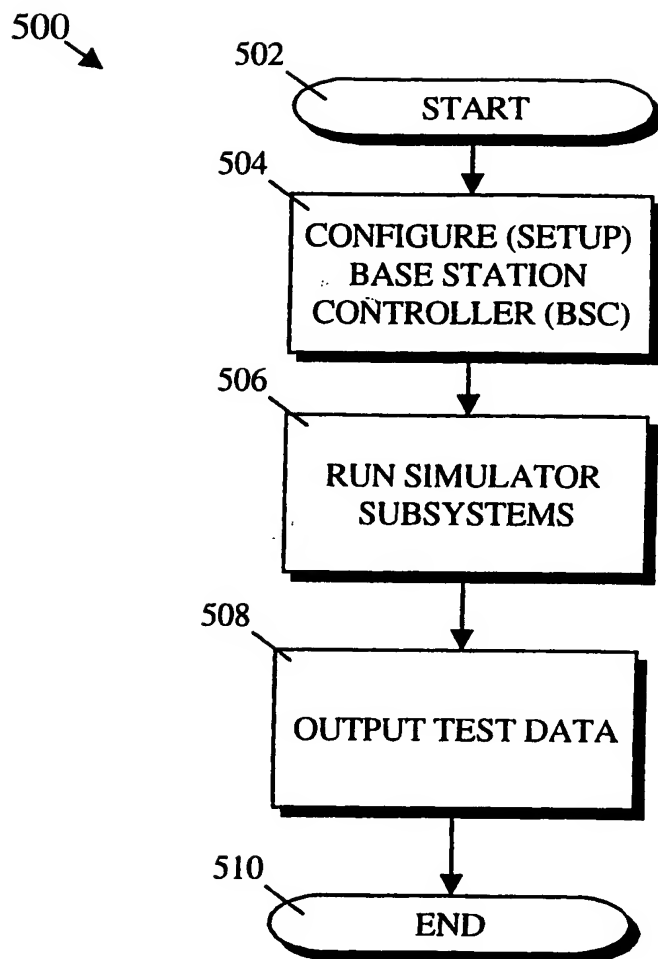 500
502
START
504
CONFIGURE (SETUP)
BASE STATION
CONTROLLER (BSC)
506
RUN SIMULATOR
SUBSYSTEMS
508
OUTPUT TEST DATA
510
END